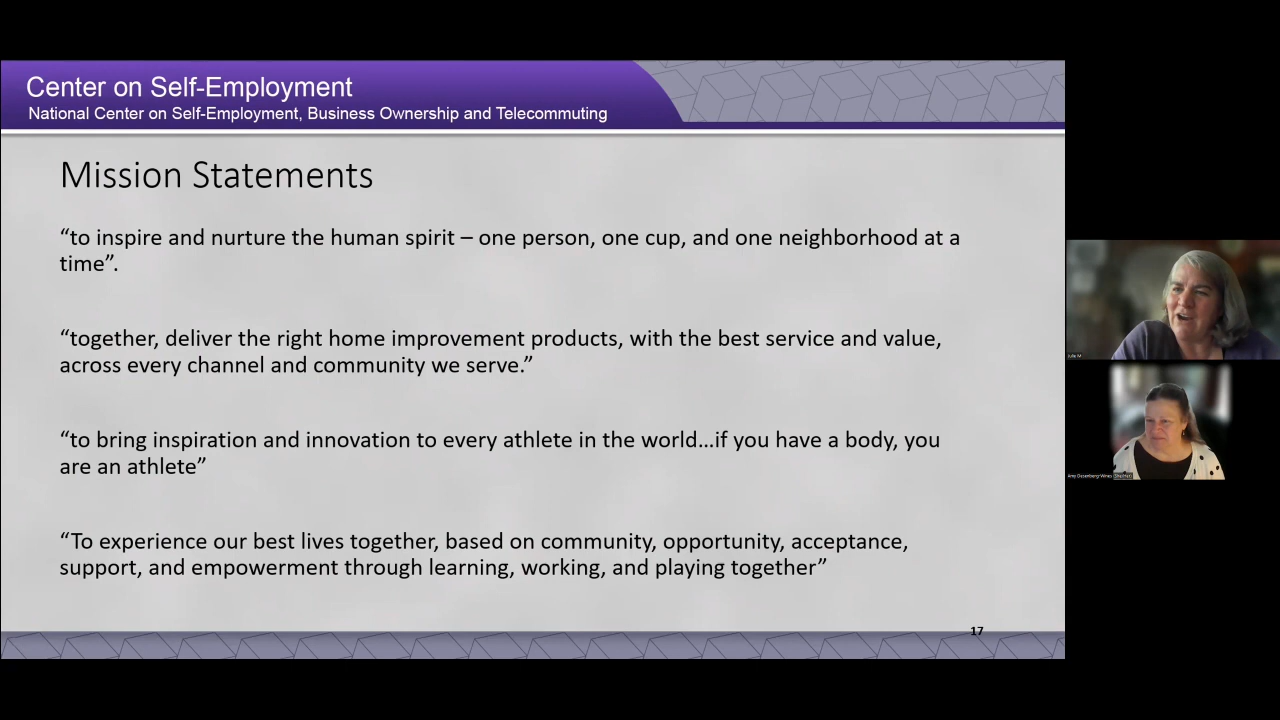 Center on Self-Employment
National Center on Self-Employment, Business Ownership and Telecommuting
Mission Statements
“to inspire and nurture the human spirit – one person, one cup, and one neighborhood at a
time”.
“together, deliver the right home improvement products, with the best service and value,
across every channel and community we serve.”
“to bring inspiration and innovation to every athlete in the world…if you have a body, you
are an athlete”
“To experience our best lives together, based on community, opportunity, acceptance,
support, and empowerment through learning, working, and playing together”
17
Julie M